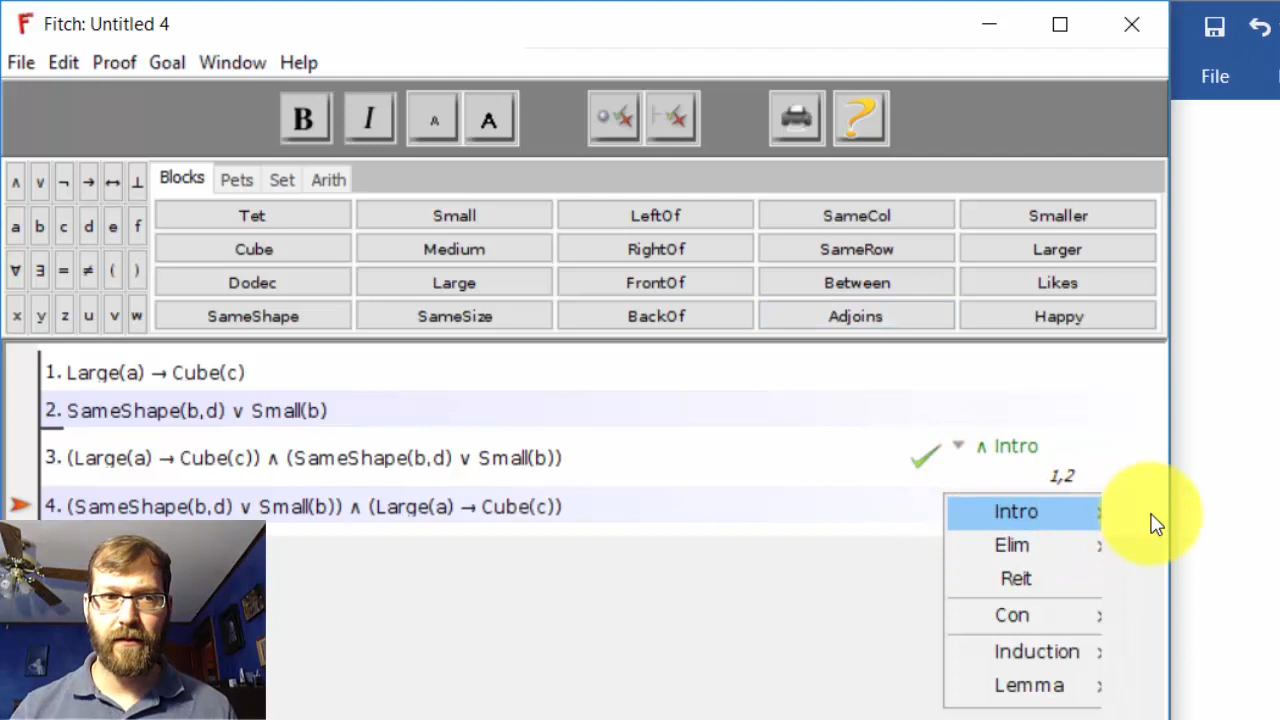 Fitch: Untitled 4
File Edit Proof Goal Window Help
File
B I A A
∧ ∨ ¬ → ↔ ⊥ Blocks Pets Set Arith
Tet Small LeftOf SameCol Smaller
a b c d e f
Cube Medium RightOf SameRow Larger
∀ ∃ = ≠ ( )
Dodec Large FrontOf Between Likes
x y z u v w
SameShape SameSize BackOf Adjoins Happy
1. Large(a) → Cube(c)
2. SameShape(b,d) ∨ Small(b)
3. (Large(a) → Cube(c)) ∧ (SameShape(b,d) ∨ Small(b))
∧ Intro
1,2
4. (SameShape(b,d) ∨ Small(b)) ∧ (Large(a) → Cube(c))
Intro
Elim
Reit
Con
Induction
Lemma